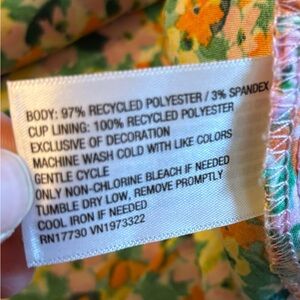 BODY: 97% RECYCLED POLYESTER / 3% SPANDEX
CUP LINING: 100% RECYCLED POLYESTER
EXCLUSIVE OF DECORATION
MACHINE WASH COLD WITH LIKE COLORS
GENTLE CYCLE
ONLY NON-CHLORINE BLEACH IF NEEDED
TUMBLE DRY LOW, REMOVE PROMPTLY
COOL IRON IF NEEDED
RN17730 VN1973322